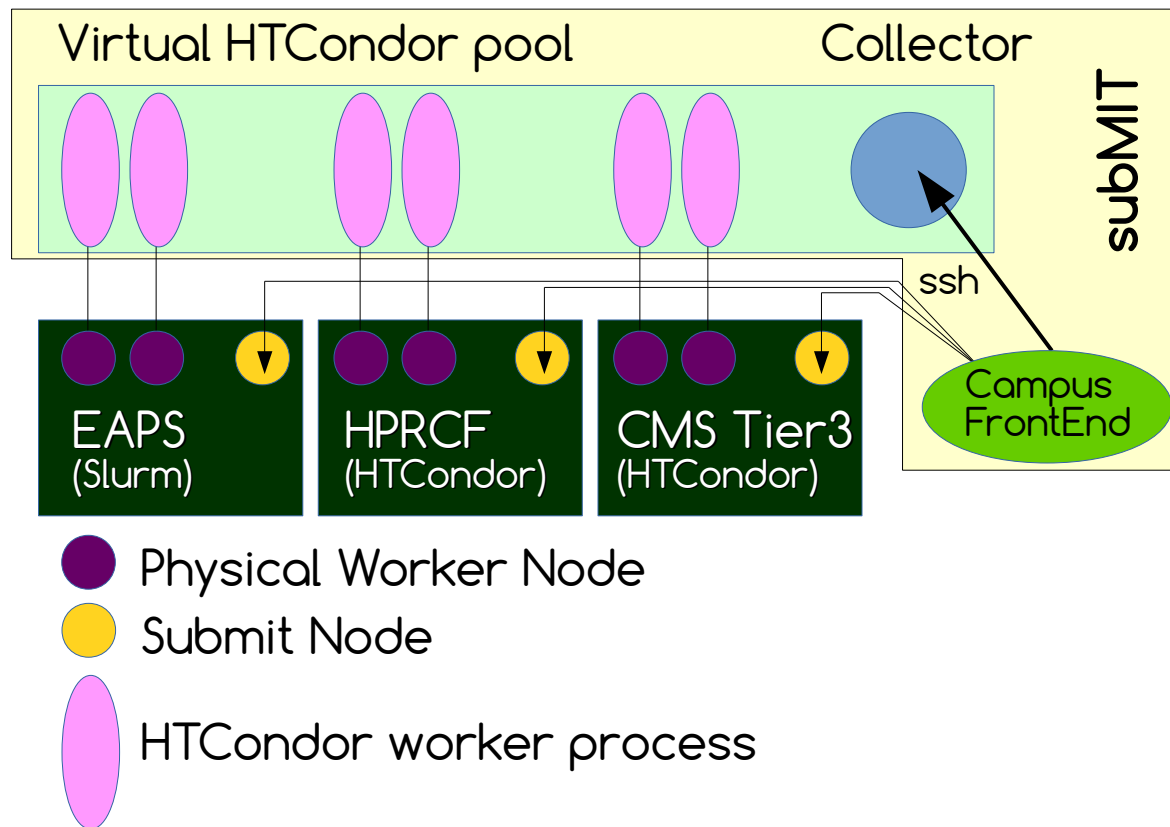 Virtual HTCondor pool
Collector
subMIT
ssh
Campus
FrontEnd
EAPS
(Slurm)
HPRCF
(HTCondor)
CMS Tier3
(HTCondor)
Physical Worker Node
Submit Node
HTCondor worker process